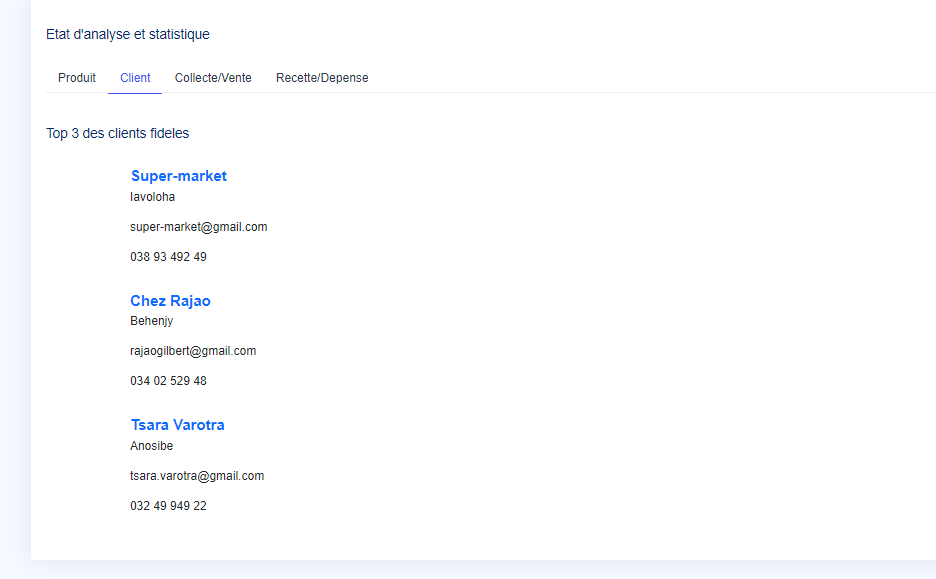 Etat d'analyse et statistique
Produit Client Collecte/Vente Recette/Depense
Top 3 des clients fideles
Super-market
Iavoloha
super-market@gmail.com
038 93 492 49
Chez Rajao
Behenjy
rajaogilbert@gmail.com
034 02 529 48
Tsara Varotra
Anosibe
tsara.varotra@gmail.com
032 49 949 22